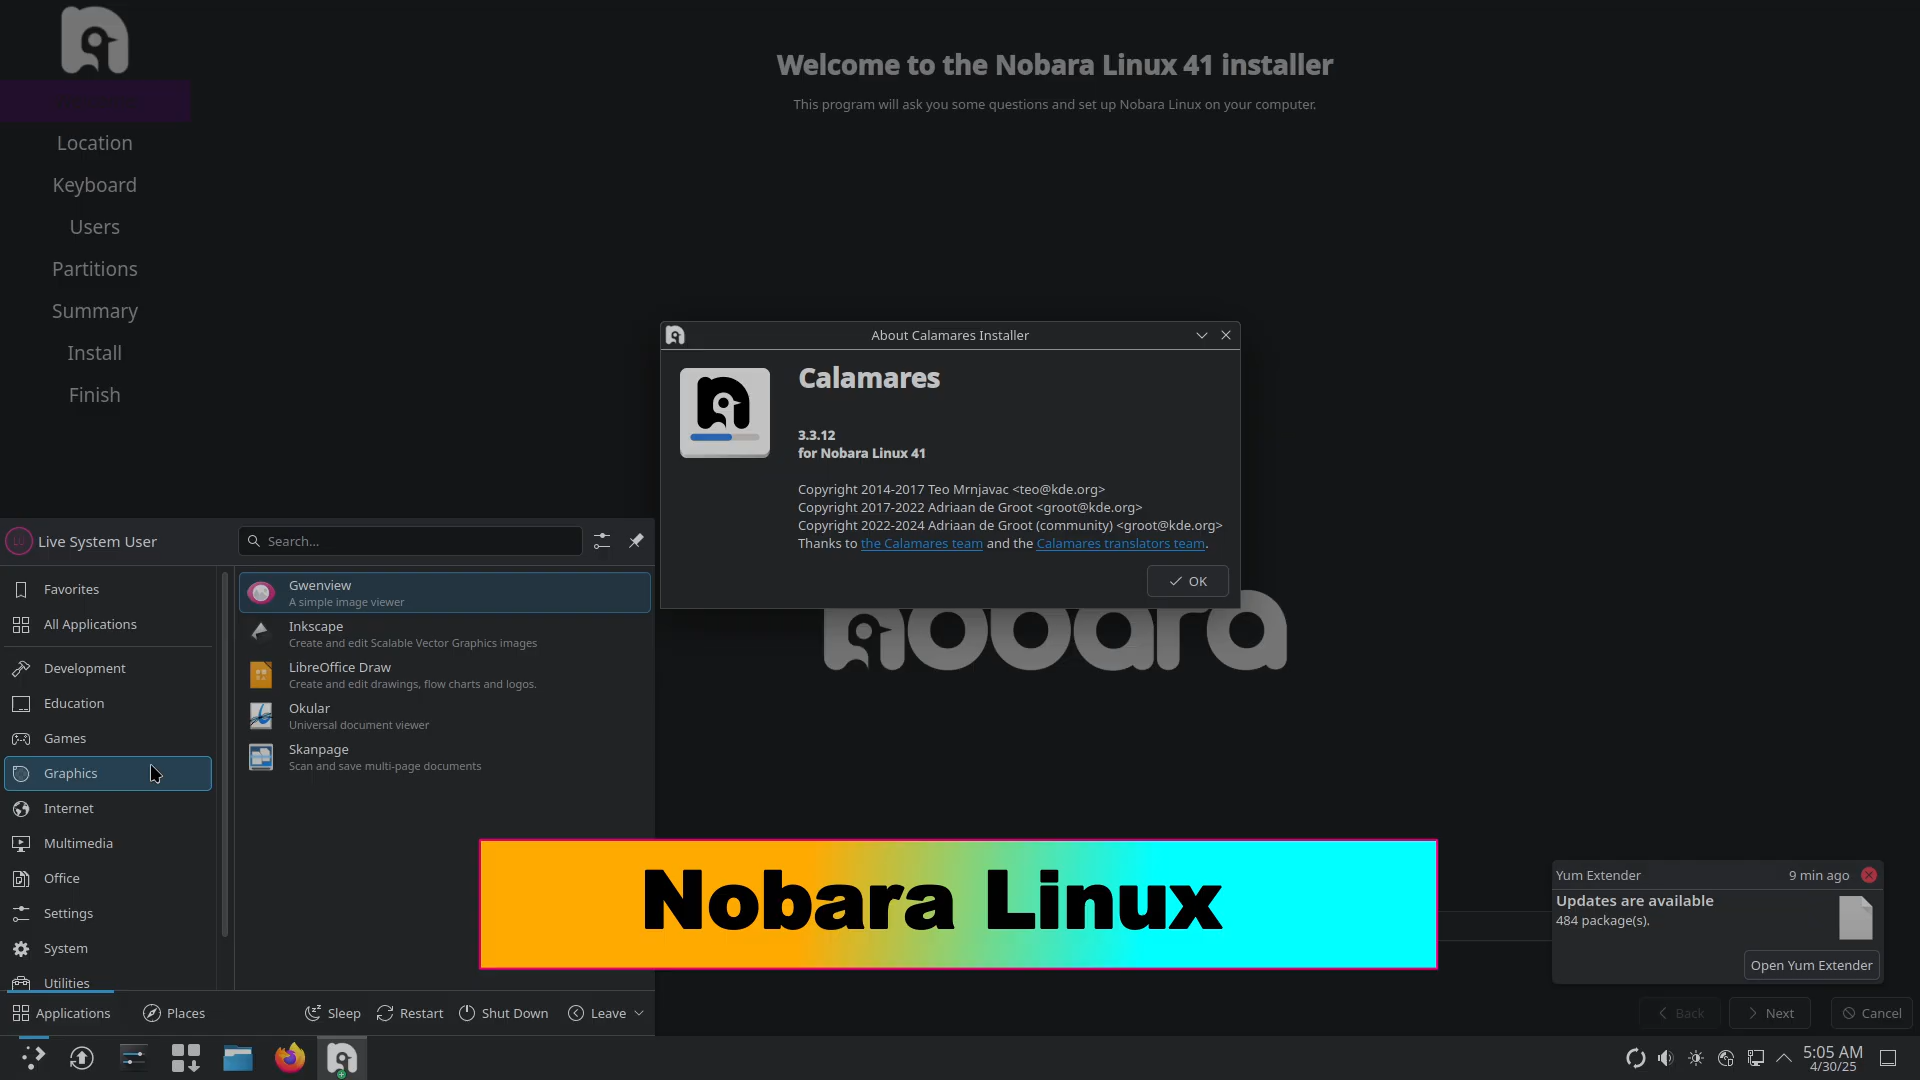 Welcome to the Nobara Linux 41 installer
This program will ask you some questions and set up Nobara Linux on your computer.
Location
Keyboard
Users
Partitions
Summary
Install
Finish
About Calamares Installer
Calamares
3.3.12
for Nobara Linux 41
Copyright 2014-2017 Teo Mrnjavac <teo@kde.org>
Copyright 2017-2022 Adriaan de Groot <groot@kde.org>
Copyright 2022-2024 Adriaan de Groot (community) <groot@kde.org>
Thanks to the Calamares team and the Calamares translators team.
OK
nobara
Live System User
Search...
Favorites
All Applications
Development
Education
Games
Graphics
Internet
Multimedia
Office
Settings
System
Utilities
Gwenview
A simple image viewer
Inkscape
Create and edit Scalable Vector Graphics images
LibreOffice Draw
Create and edit drawings, flow charts and logos.
Okular
Universal document viewer
Skanpage
Scan and save multi-page documents
Nobara Linux
Yum Extender 9 min ago
Updates are available
484 package(s).
Open Yum Extender
Applications Places Sleep Restart Shut Down Leave
Back Next Cancel
5:05 AM
4/30/25